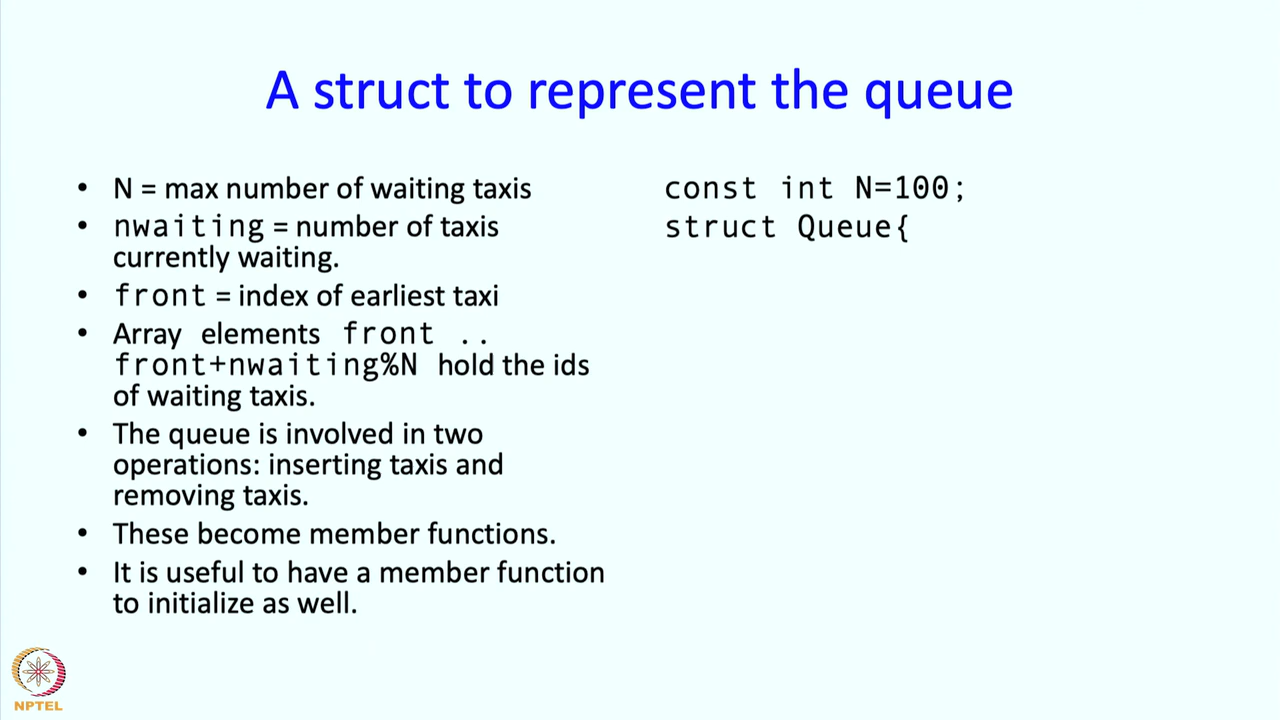 A struct to represent the queue
• N = max number of waiting taxis
• nwaiting = number of taxis
currently waiting.
• front = index of earliest taxi
• Array elements front ..
front+nwaiting%N hold the ids
of waiting taxis.
• The queue is involved in two
operations: inserting taxis and
removing taxis.
• These become member functions.
• It is useful to have a member function
to initialize as well.
const int N=100;
struct Queue{
NPTEL